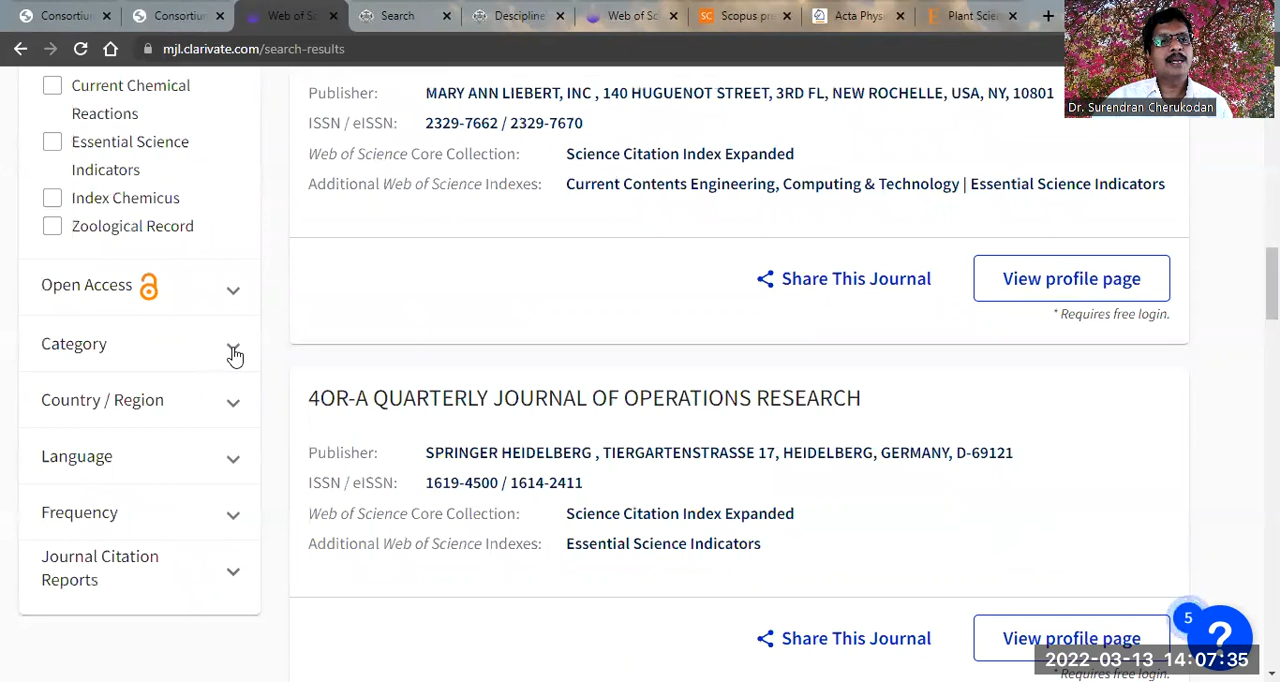 Consortium
Consortium
Web of Sc
Search
Descipline
Web of Sc
SC Scopus pr
Acta Phys
Plant Scie
mjl.clarivate.com/search-results
Dr. Surendran Cherukodan
Current Chemical
Reactions
Essential Science
Indicators
Index Chemicus
Zoological Record
Open Access
Category
Country / Region
Language
Frequency
Journal Citation
Reports
Publisher: MARY ANN LIEBERT, INC , 140 HUGUENOT STREET, 3RD FL, NEW ROCHELLE, USA, NY, 10801
ISSN / eISSN: 2329-7662 / 2329-7670
Web of Science Core Collection: Science Citation Index Expanded
Additional Web of Science Indexes: Current Contents Engineering, Computing & Technology | Essential Science Indicators
Share This Journal
View profile page
* Requires free login.
4OR-A QUARTERLY JOURNAL OF OPERATIONS RESEARCH
Publisher: SPRINGER HEIDELBERG , TIERGARTENSTRASSE 17, HEIDELBERG, GERMANY, D-69121
ISSN / eISSN: 1619-4500 / 1614-2411
Web of Science Core Collection: Science Citation Index Expanded
Additional Web of Science Indexes: Essential Science Indicators
Share This Journal
View profile page
* Requires free login.
5
?
2022-03-13 14:07:35